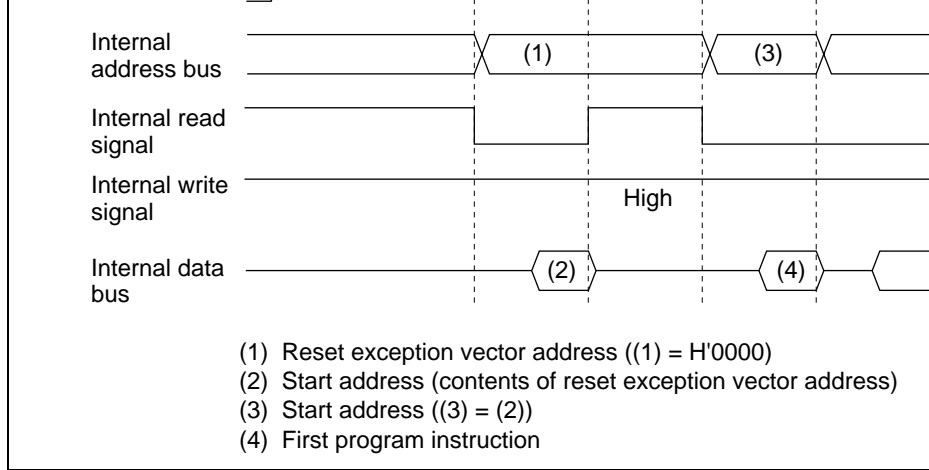 Internal
address bus
(1)
(3)
Internal read
signal
Internal write
signal
High
Internal data
bus
(2)
(4)
(1) Reset exception vector address ((1) = H'0000)
(2) Start address (contents of reset exception vector address)
(3) Start address ((3) = (2))
(4) First program instruction